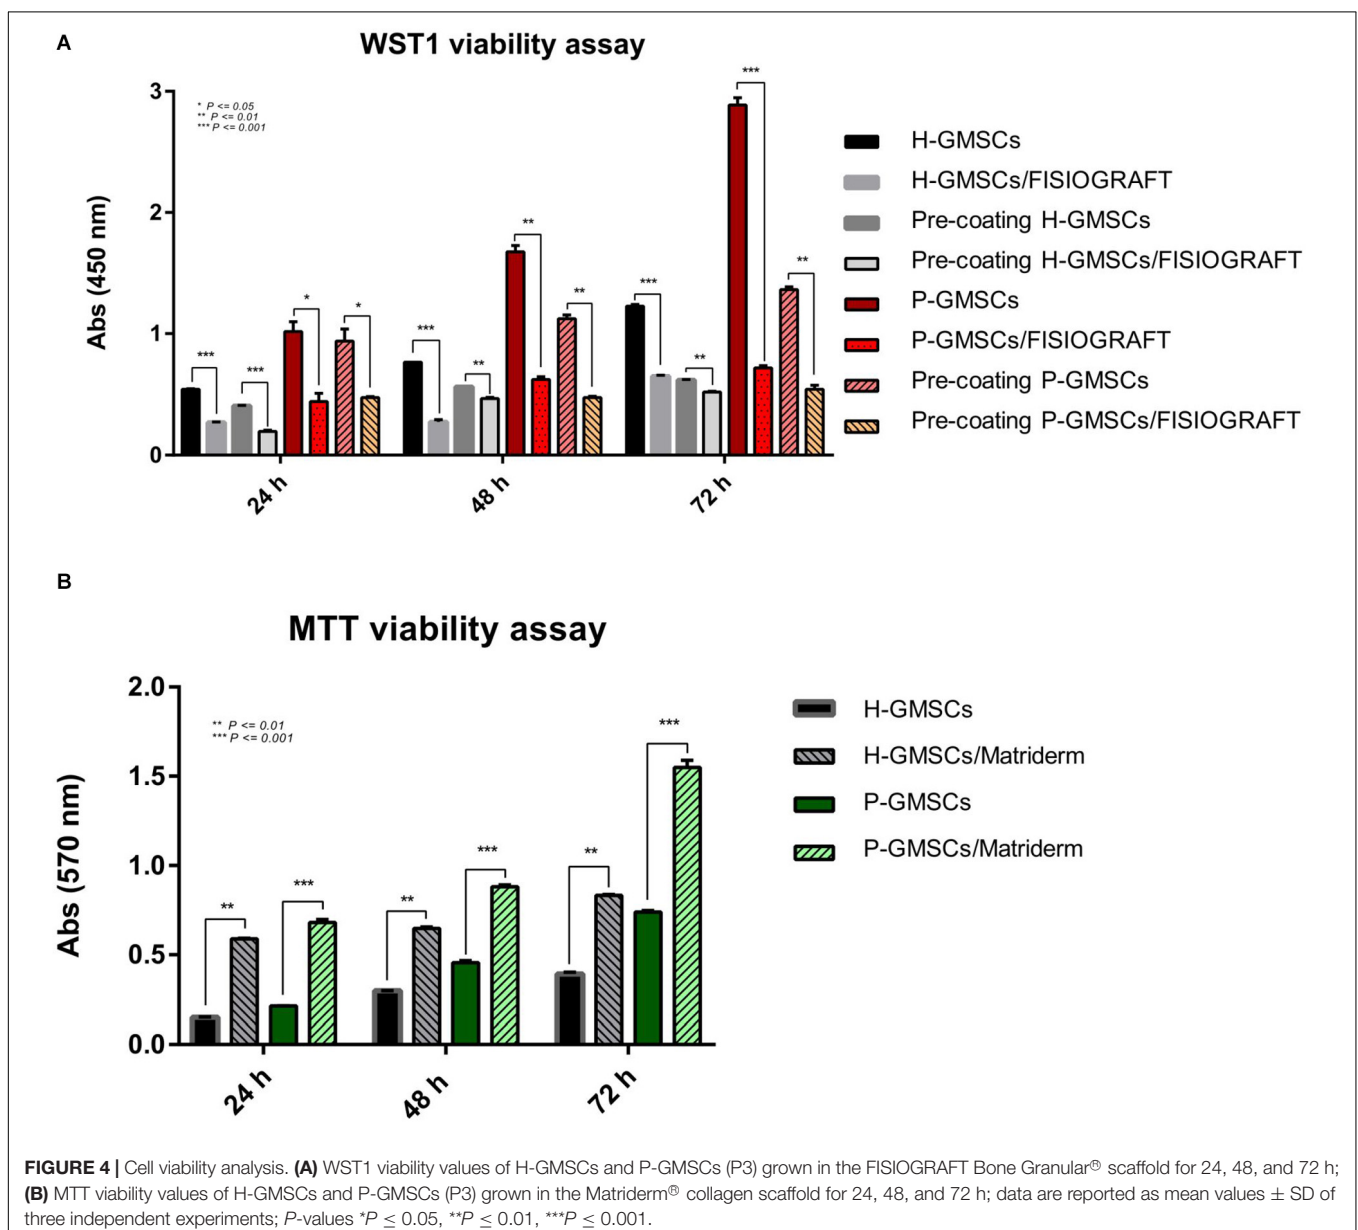 A
WST1 viability assay
* P <= 0.05
** P <= 0.01
*** P <= 0.001
Abs (450 nm)
3
2
1
0
*** *** * *
*** ** ** **
*** ** *** **
24 h
48 h
72 h
H-GMSCs
H-GMSCs/FISIOGRAFT
Pre-coating H-GMSCs
Pre-coating H-GMSCs/FISIOGRAFT
P-GMSCs
P-GMSCs/FISIOGRAFT
Pre-coating P-GMSCs
Pre-coating P-GMSCs/FISIOGRAFT
B
MTT viability assay
** P <= 0.01
*** P <= 0.001
Abs (570 nm)
2.0
1.5
1.0
0.5
0.0
** ***
** ***
** ***
24 h
48 h
72 h
H-GMSCs
H-GMSCs/Matriderm
P-GMSCs
P-GMSCs/Matriderm
FIGURE 4 | Cell viability analysis. (A) WST1 viability values of H-GMSCs and P-GMSCs (P3) grown in the FISIOGRAFT Bone Granular® scaffold for 24, 48, and 72 h;
(B) MTT viability values of H-GMSCs and P-GMSCs (P3) grown in the Matriderm® collagen scaffold for 24, 48, and 72 h; data are reported as mean values ± SD of
three independent experiments; P-values *P ≤ 0.05, **P ≤ 0.01, ***P ≤ 0.001.